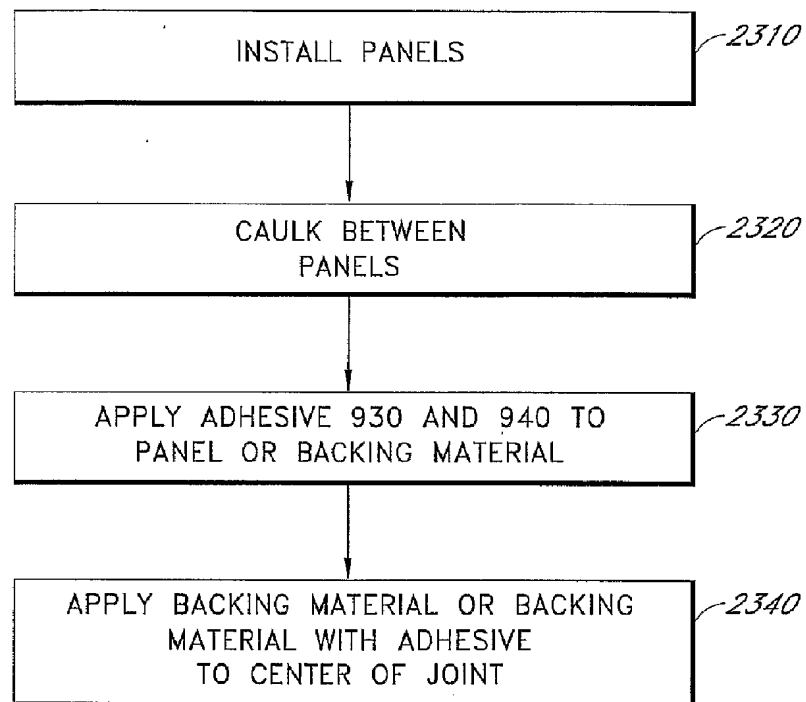 INSTALL PANELS
2310
CAULK BETWEEN
PANELS
2320
APPLY ADHESIVE 930 AND 940 TO
PANEL OR BACKING MATERIAL
2330
APPLY BACKING MATERIAL OR BACKING
MATERIAL WITH ADHESIVE
TO CENTER OF JOINT
2340